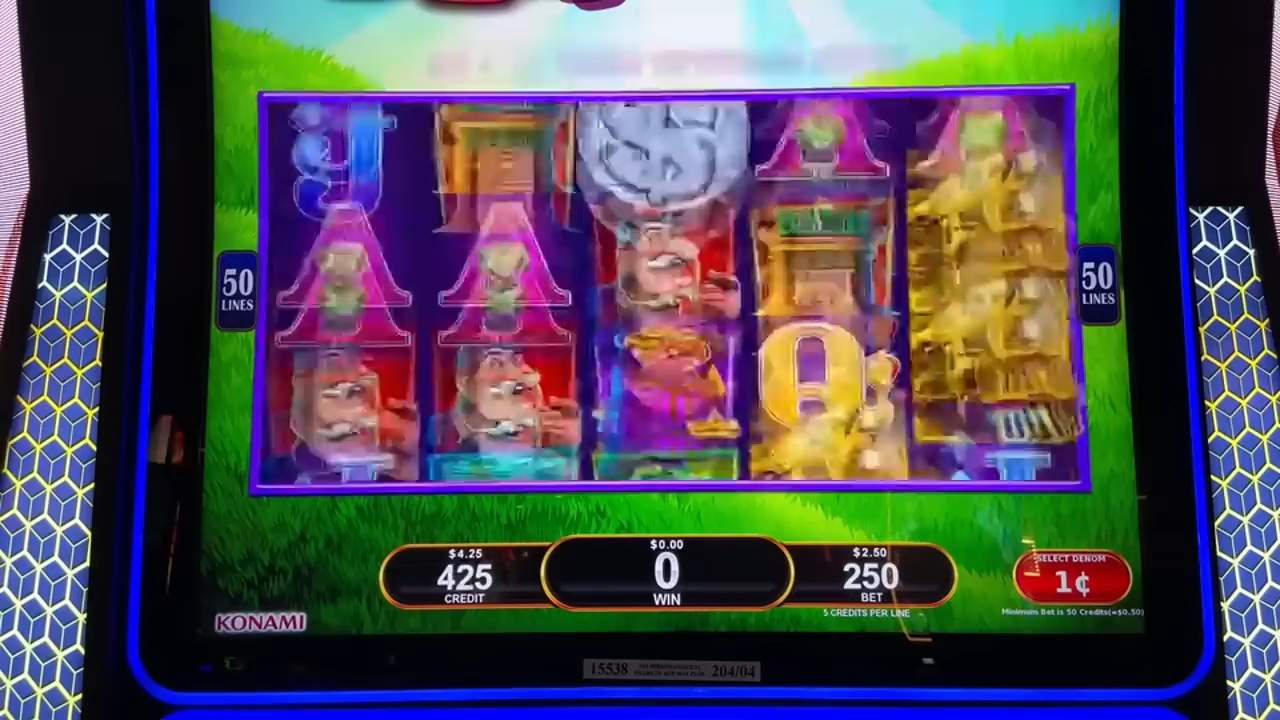 50
LINES
50
LINES
$4.25
425
CREDIT
$0.00
0
WIN
$2.50
250
BET
5 CREDITS PER LINE
SELECT DENOM
1¢
Minimum Bet is 50 Credits(=$0.50)
KONAMI
15538
204/04